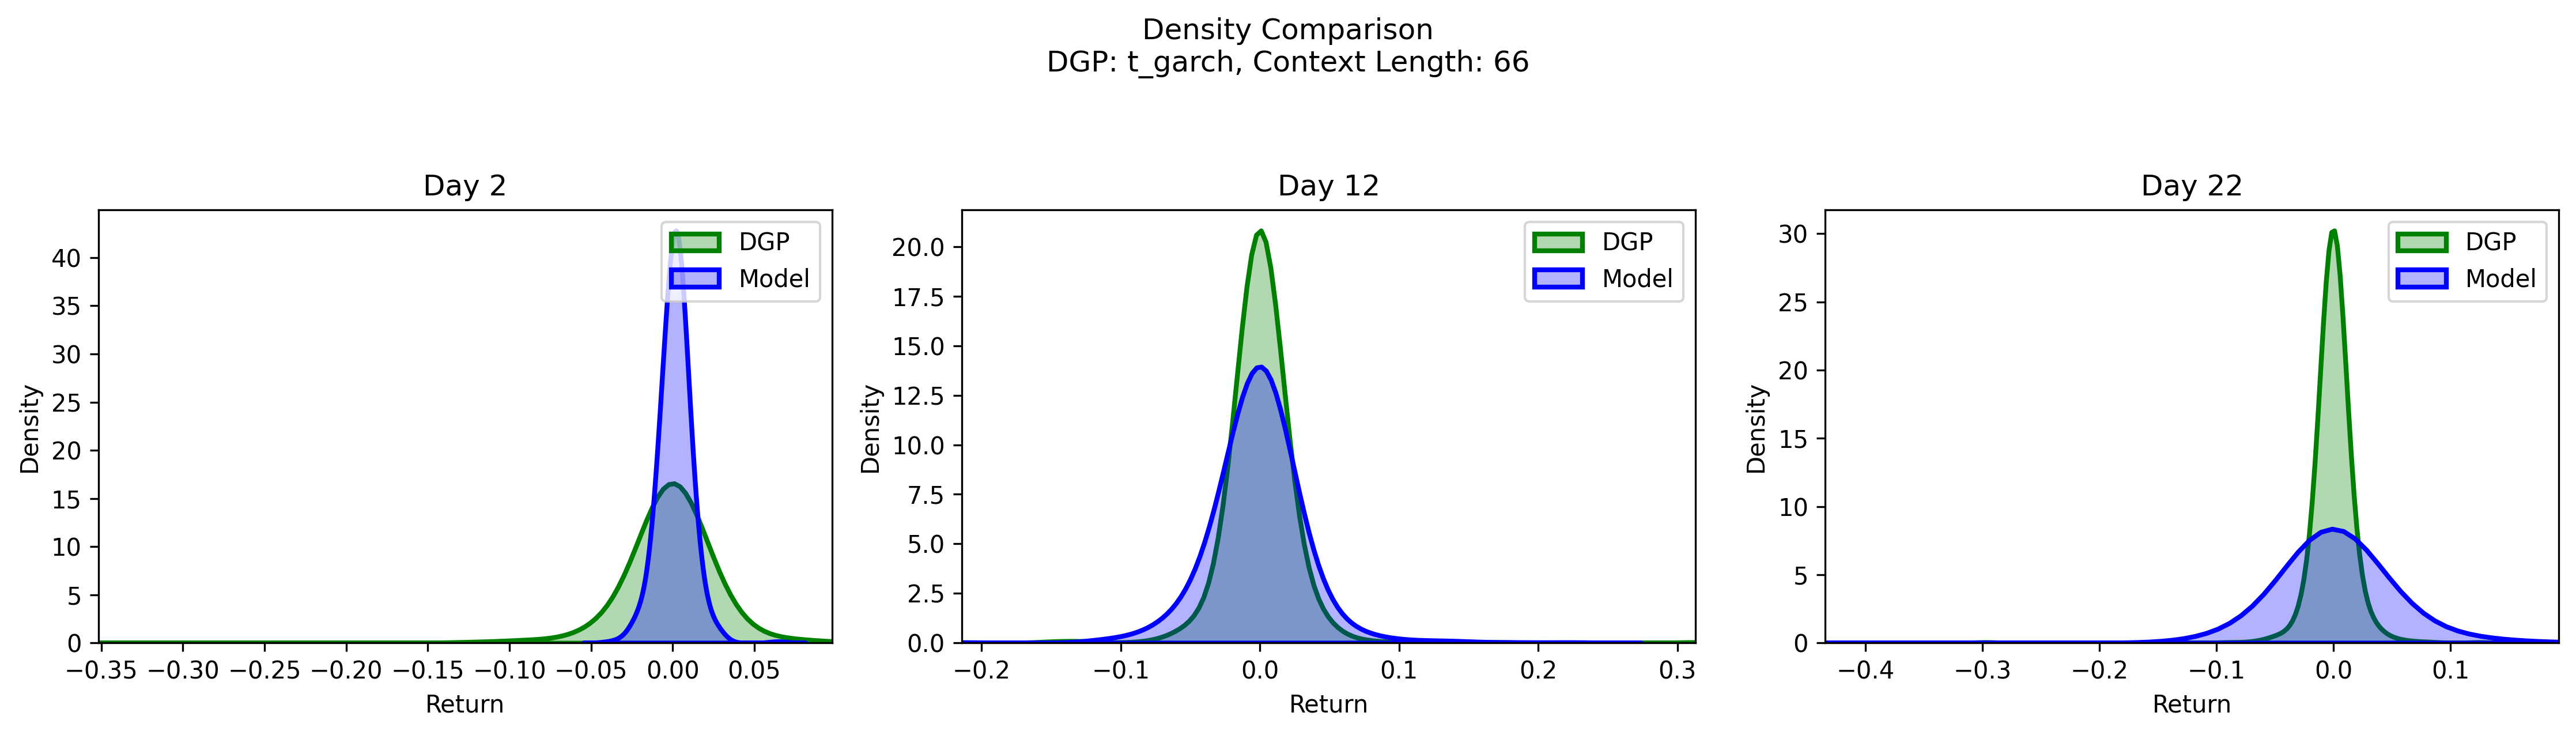 Density Comparison
DGP: t_garch, Context Length: 66
Day 2
40
35
30
25
20
15
10
5
0
Density
−0.35 −0.30 −0.25 −0.20 −0.15 −0.10 −0.05 0.00 0.05
Return
DGP
Model
Day 12
20.0
17.5
15.0
12.5
10.0
7.5
5.0
2.5
0.0
Density
−0.2 −0.1 0.0 0.1 0.2 0.3
Return
DGP
Model
Day 22
30
25
20
15
10
5
0
Density
−0.4 −0.3 −0.2 −0.1 0.0 0.1
Return
DGP
Model